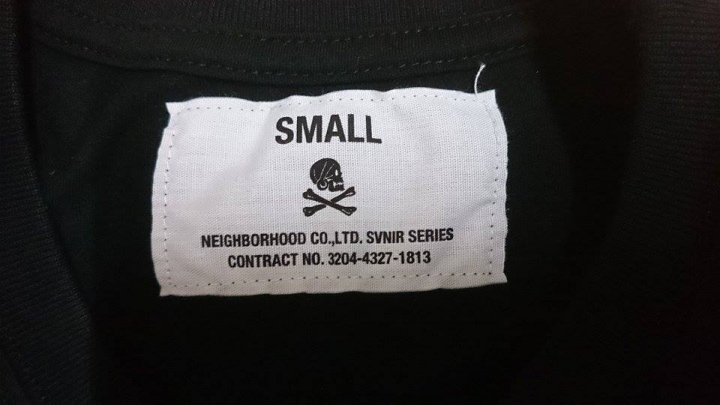 SMALL
NEIGHBORHOOD CO.,LTD. SVNIR SERIES
CONTRACT NO. 3204-4327-1813